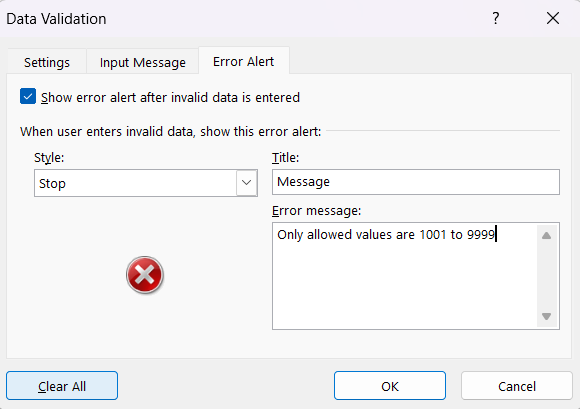 Data Validation
?
Settings
Input Message
Error Alert
Show error alert after invalid data is entered
When user enters invalid data, show this error alert:
Style:
Title:
Stop
Message
Error message:
Only allowed values are 1001 to 9999
Clear All
OK
Cancel